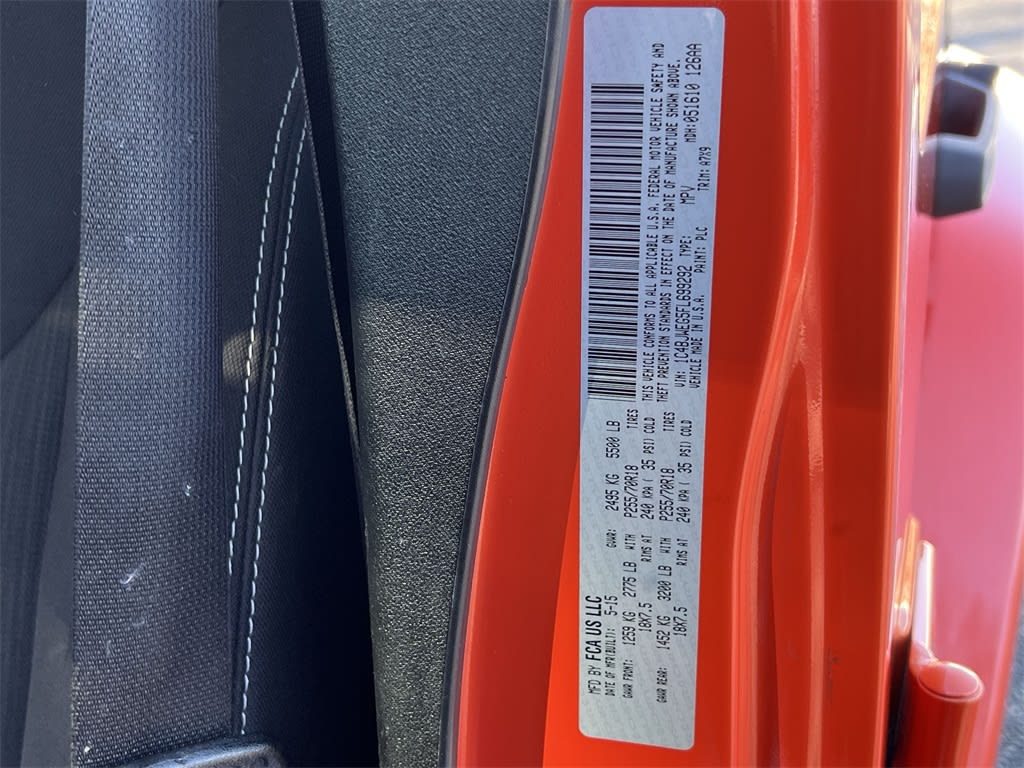 MFD BY FCA US LLC
DATE OF MFR(BUILT): 5-15 GVWR: 2495 KG 5500 LB
GAWR FRONT: 1259 KG 2775 LB WITH P255/70R18 TIRES
18X7.5 RIMS AT 240 KPA ( 35 PSI) COLD
GAWR REAR: 1452 KG 3200 LB WITH P255/70R18 TIRES
18X7.5 RIMS AT 240 KPA ( 35 PSI) COLD
THIS VEHICLE CONFORMS TO ALL APPLICABLE U.S.A. FEDERAL MOTOR VEHICLE SAFETY AND
THEFT PREVENTION STANDARDS IN EFFECT ON THE DATE OF MANUFACTURE SHOWN ABOVE.
VIN: 1C4BJWEG5FL699292 TYPE: MPV MDH: 051610 126AA
VEHICLE MADE IN U.S.A. PAINT: PLC TRIM: A7X9